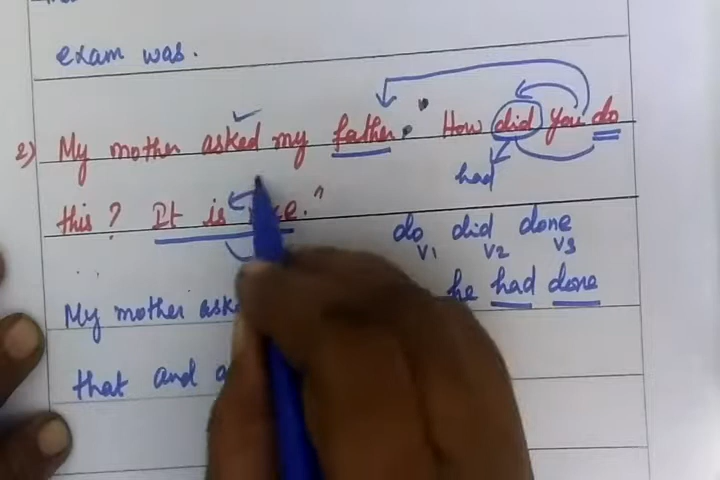 exam was.
2) My mother asked my father. " How did you do
had
this? It is
do did done
V1 V2 V3
My mother he had done
that and